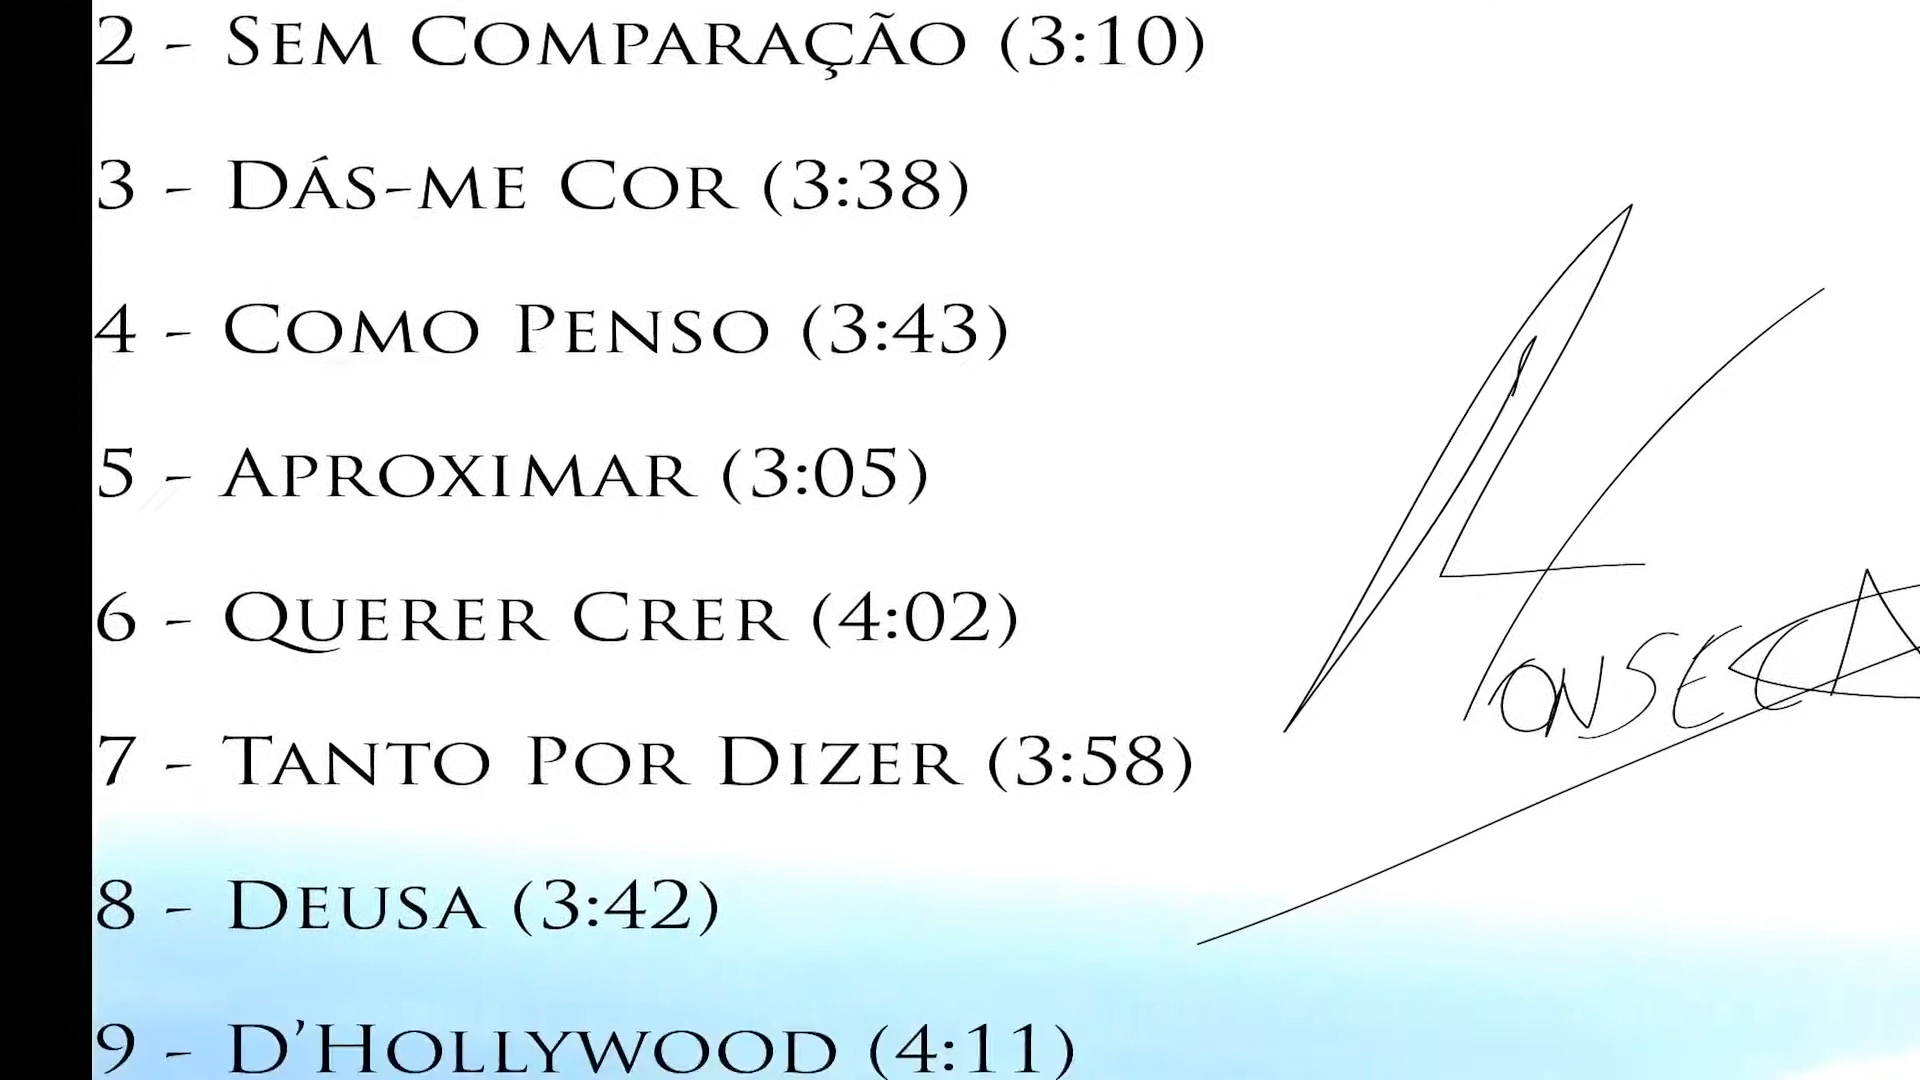 2 - Sem Comparação (3:10)
3 - Dás-me Cor (3:38)
4 - Como Penso (3:43)
5 - Aproximar (3:05)
6 - Querer Crer (4:02)
7 - Tanto Por Dizer (3:58)
8 - Deusa (3:42)
9 - D’Hollywood (4:11)
Fonseca